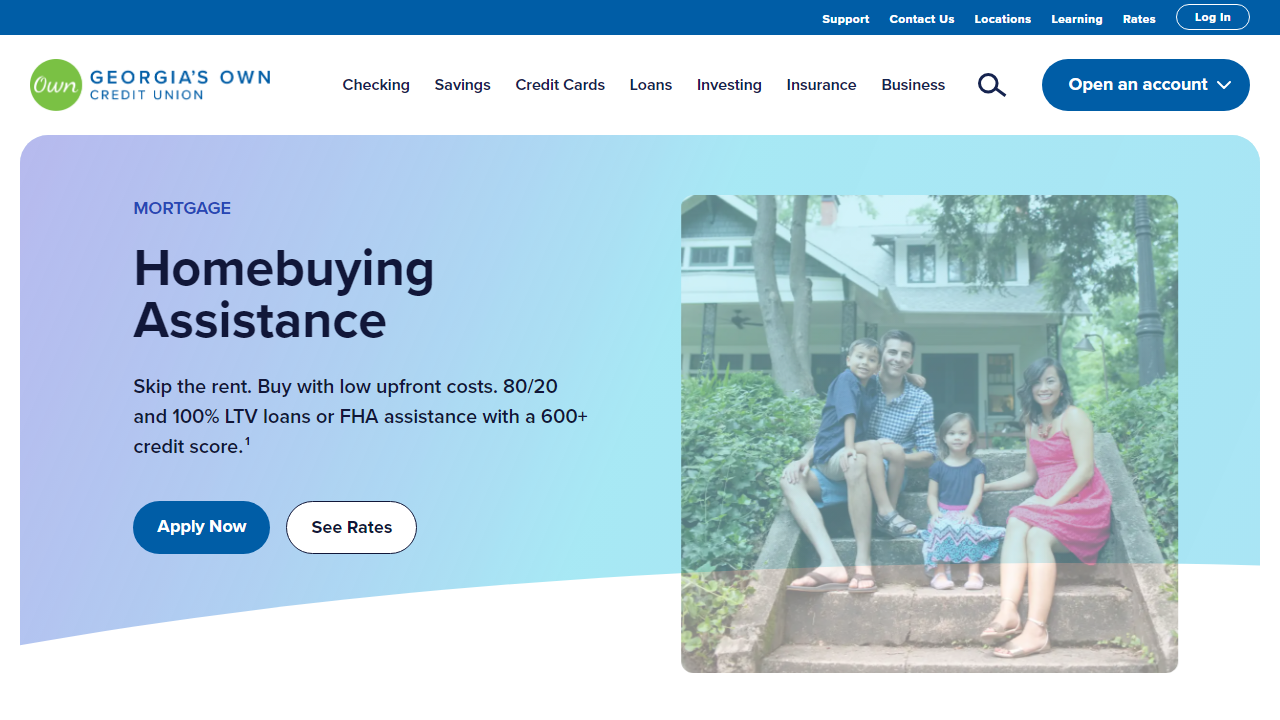 Support Contact Us Locations Learning Rates Log In
Own GEORGIA'S OWN
CREDIT UNION
Checking Savings Credit Cards Loans Investing Insurance Business Open an account
MORTGAGE
Homebuying
Assistance
Skip the rent. Buy with low upfront costs. 80/20
and 100% LTV loans or FHA assistance with a 600+
credit score.¹
Apply Now See Rates